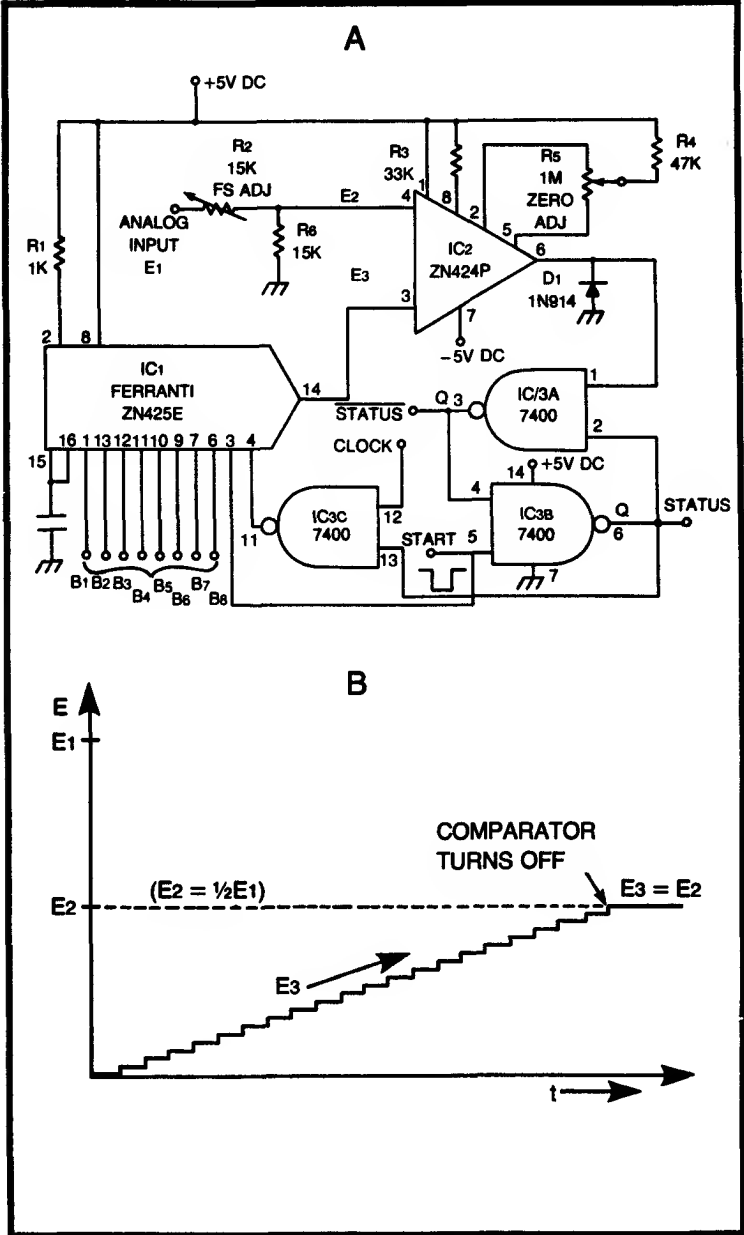 A
+5V DC
R2
15K
FS ADJ
R3
33K
1
8
2
R5
1M
ZERO
ADJ
R4
47K
E2
4
5
6
ANALOG
INPUT
E1
R6
15K
IC2
ZN424P
R1
1K
E3
3
D1
1N914
7
−5V DC
2
8
IC1
FERRANTI
ZN425E
14
STATUS
Q
3
IC/3A
7400
1
2
CLOCK
15
16
1
13
12
11
10
9
7
6
3
4
14
+5V DC
4
IC3B
7400
Q
6
STATUS
11
IC3C
7400
12
13
START
5
7
B1
B2
B3
B4
B5
B6
B7
B8
B
E
E1
COMPARATOR
TURNS OFF
E2
(E2 = ½E1)
E3 = E2
E3
t